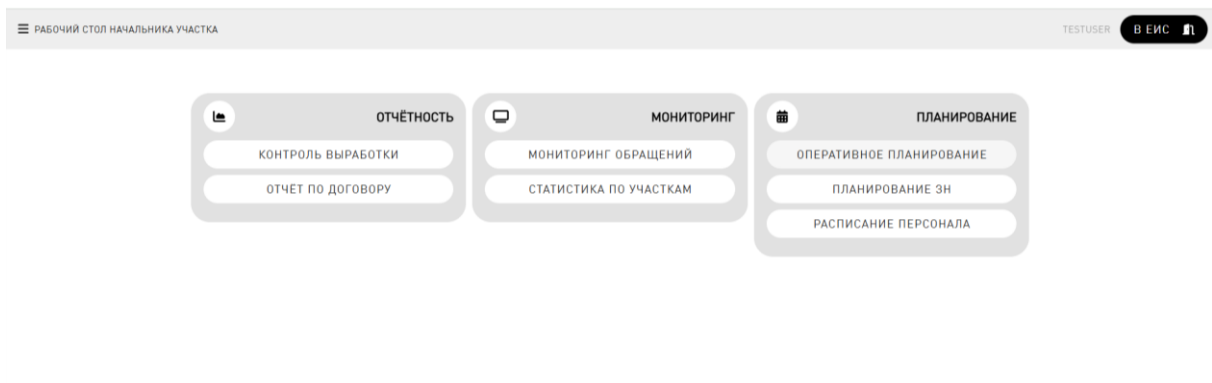 РАБОЧИЙ СТОЛ НАЧАЛЬНИКА УЧАСТКА
TESTUSER
В ЕИС
ОТЧЁТНОСТЬ
КОНТРОЛЬ ВЫРАБОТКИ
ОТЧЁТ ПО ДОГОВОРУ
МОНИТОРИНГ
МОНИТОРИНГ ОБРАЩЕНИЙ
СТАТИСТИКА ПО УЧАСТКАМ
ПЛАНИРОВАНИЕ
ОПЕРАТИВНОЕ ПЛАНИРОВАНИЕ
ПЛАНИРОВАНИЕ ЗН
РАСПИСАНИЕ ПЕРСОНАЛА